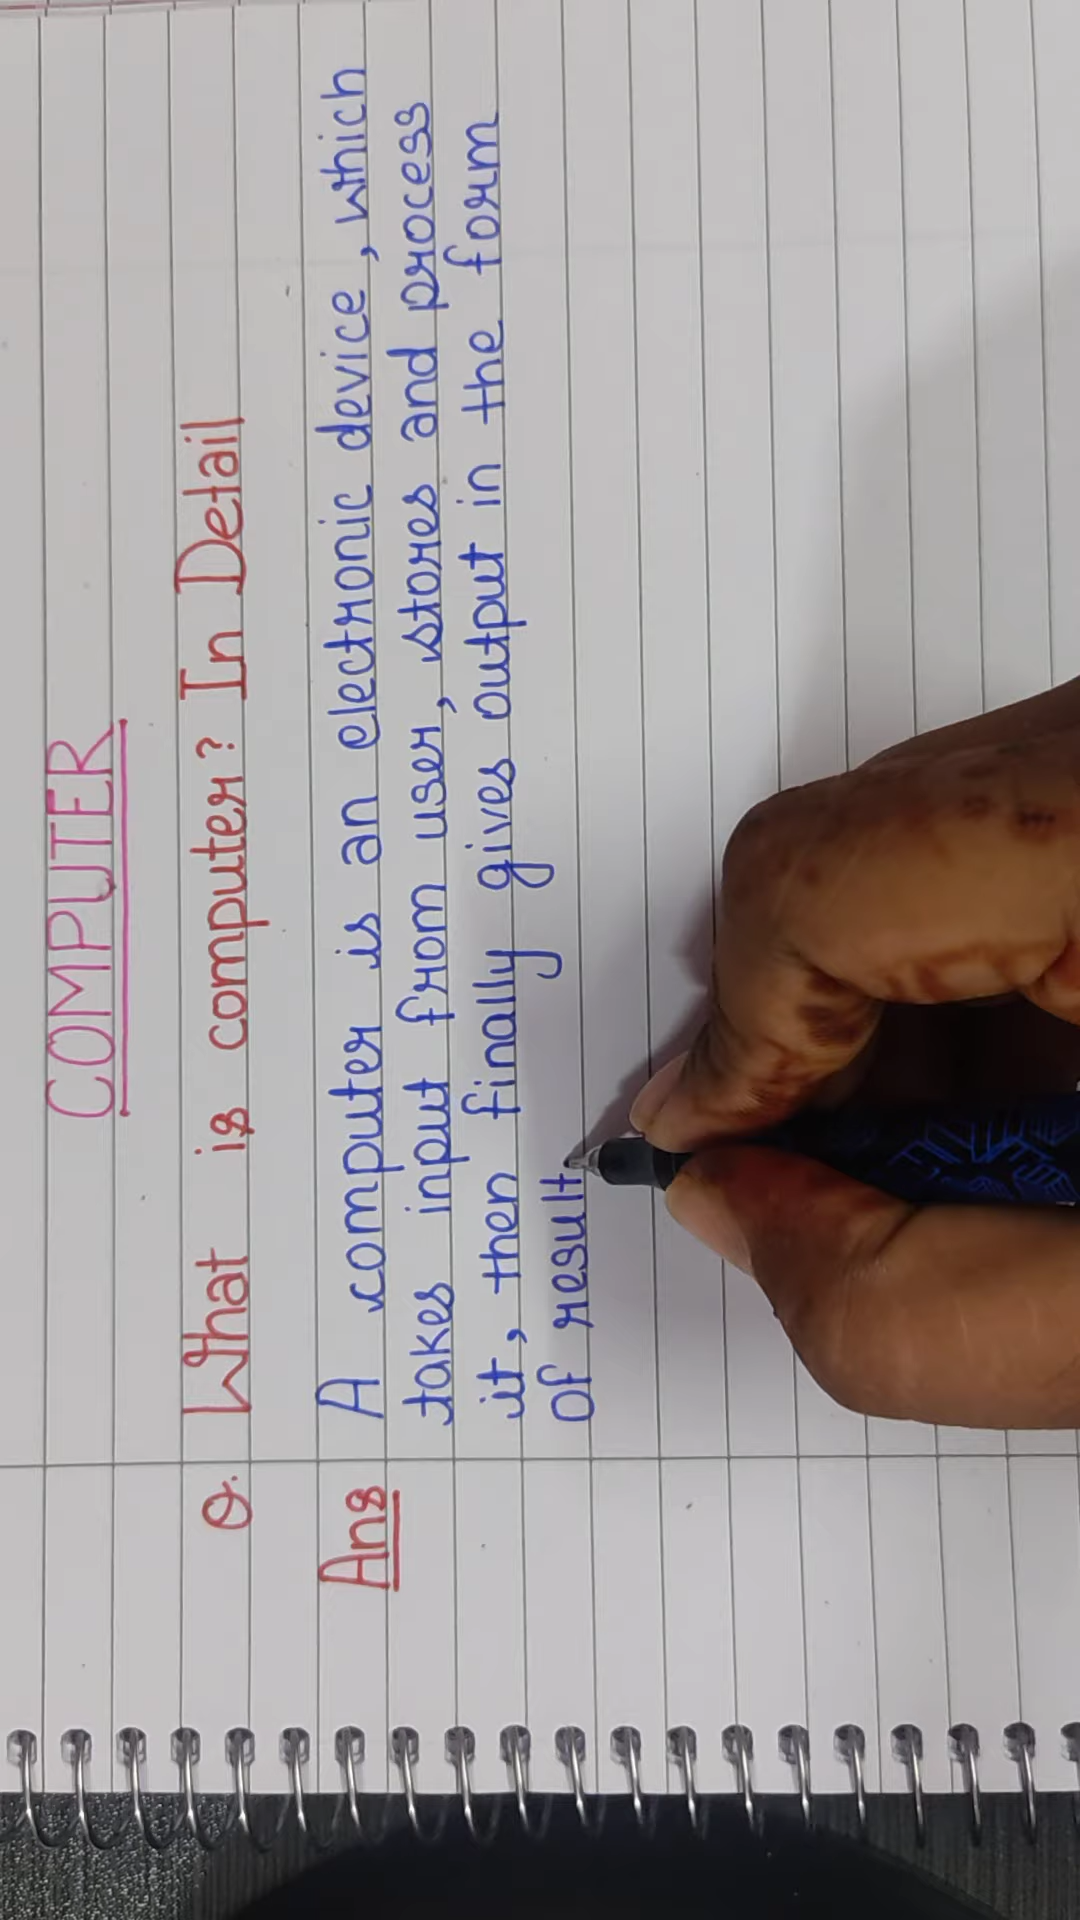 COMPUTER
Q. What is computer? In Detail
Ans A computer is an electronic device, which
takes input from user, stores and process
it, then finally gives output in the form
of result